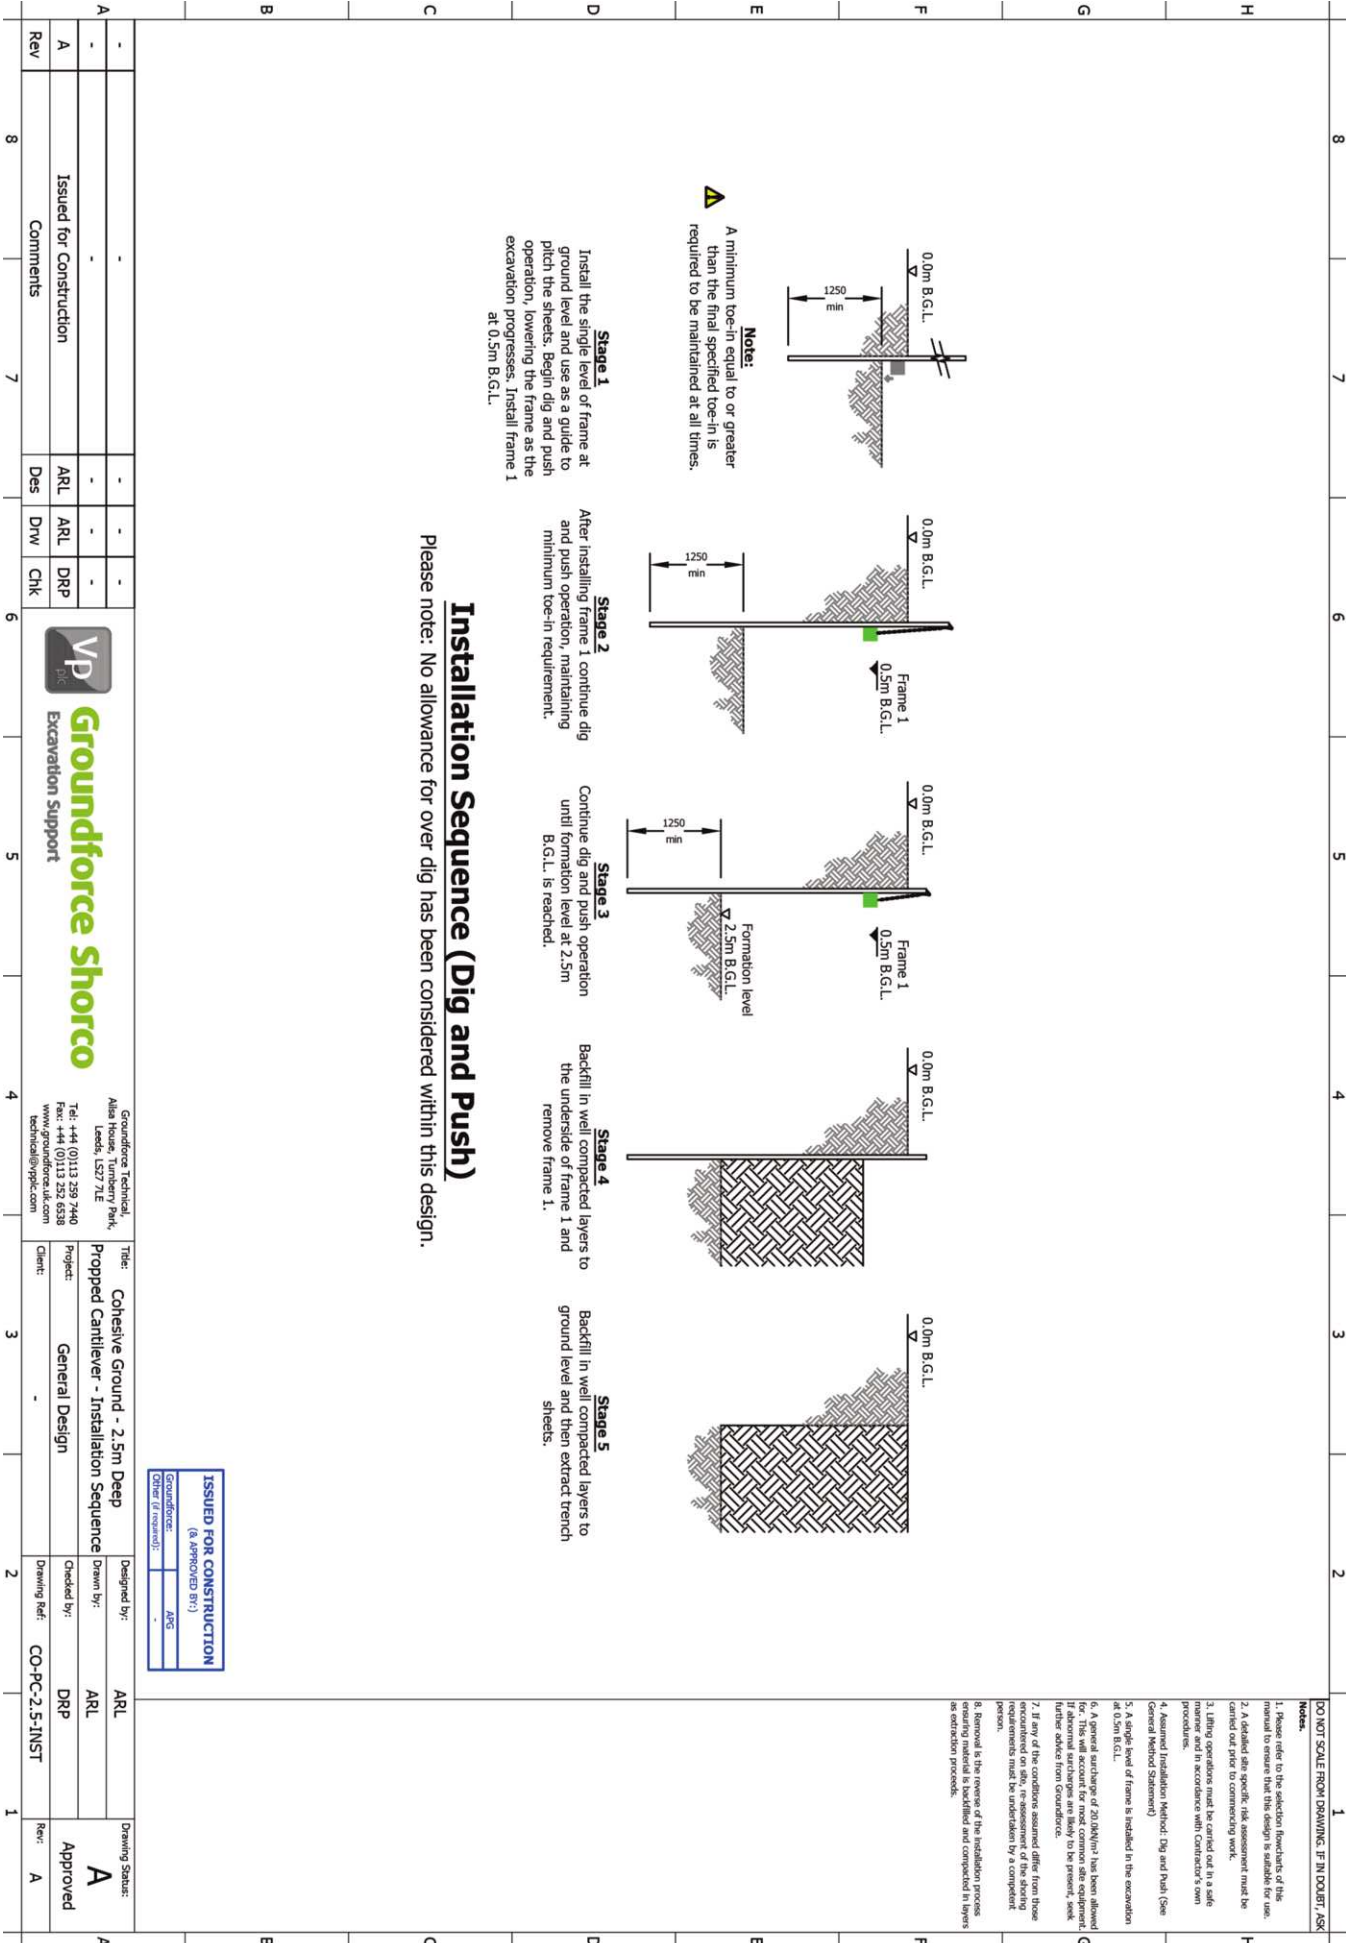 DO NOT SCALE FROM DRAWING. IF IN DOUBT, ASK
Notes.
1. Please refer to the selection flowcharts of this
manual to ensure that this design is suitable for use.
2. A detailed site specific risk assessment must be
carried out prior to commencing work.
3. Lifting operations must be carried out in a safe
manner and in accordance with Contractor's own
procedures.
4. Assumed Installation Method: Dig and Push (See
General Method Statement)
5. A single level of frame is installed in the excavation
at 0.5m B.G.L.
6. A general surcharge of 20.0kN/m² has been allowed
for. This will account for most common site equipment.
If abnormal surcharges are likely to be present, seek
further advice from Groundforce.
7. If any of the conditions assumed differ from those
encountered on site, re-assessment of the shoring
requirements must be undertaken by a competent
person.
8. Removal is the reverse of the installation process
ensuring material is backfilled and compacted in layers
as extraction proceeds.
8 7 6 5 4 3 2 1
H
G
F
E
D
C
B
A
0.0m B.G.L.
1250
min
Note:
A minimum toe-in equal to or greater
than the final specified toe-in is
required to be maintained at all times.
Stage 1
Install the single level of frame at
ground level and use as a guide to
pitch the sheets. Begin dig and push
operation, lowering the frame as the
excavation progresses. Install frame 1
at 0.5m B.G.L.
0.0m B.G.L.
Frame 1
0.5m B.G.L.
1250
min
Stage 2
After installing frame 1 continue dig
and push operation, maintaining
minimum toe-in requirement.
0.0m B.G.L.
Frame 1
0.5m B.G.L.
Formation level
2.5m B.G.L.
1250
min
Stage 3
Continue dig and push operation
until formation level at 2.5m
B.G.L. is reached.
0.0m B.G.L.
Stage 4
Backfill in well compacted layers to
the underside of frame 1 and
remove frame 1.
0.0m B.G.L.
Stage 5
Backfill in well compacted layers to
ground level and then extract trench
sheets.
Installation Sequence (Dig and Push)
Please note: No allowance for over dig has been considered within this design.
ISSUED FOR CONSTRUCTION
(& APPROVED BY:)
Groundforce: APG
Other (if required): -
- - - - -
- - - - -
A Issued for Construction ARL ARL DRP
Rev Comments Des Drw Chk
Vp
plc
Groundforce Shorco
Excavation Support
Groundforce Technical,
Ailsa House, Turnberry Park,
Leeds, LS27 7LE
Tel: +44 (0)113 259 7440
Fax: +44 (0)113 252 6538
www.groundforce.uk.com
technical@vpplc.com
Title: Cohesive Ground - 2.5m Deep
Propped Cantilever - Installation Sequence
Project: General Design
Client: -
Designed by: ARL
Drawn by: ARL
Checked by: DRP
Drawing Ref: CO-PC-2.5-INST
Drawing Status:
A
Approved
Rev: A
8 7 6 5 4 3 2 1
H
G
F
E
D
C
B
A